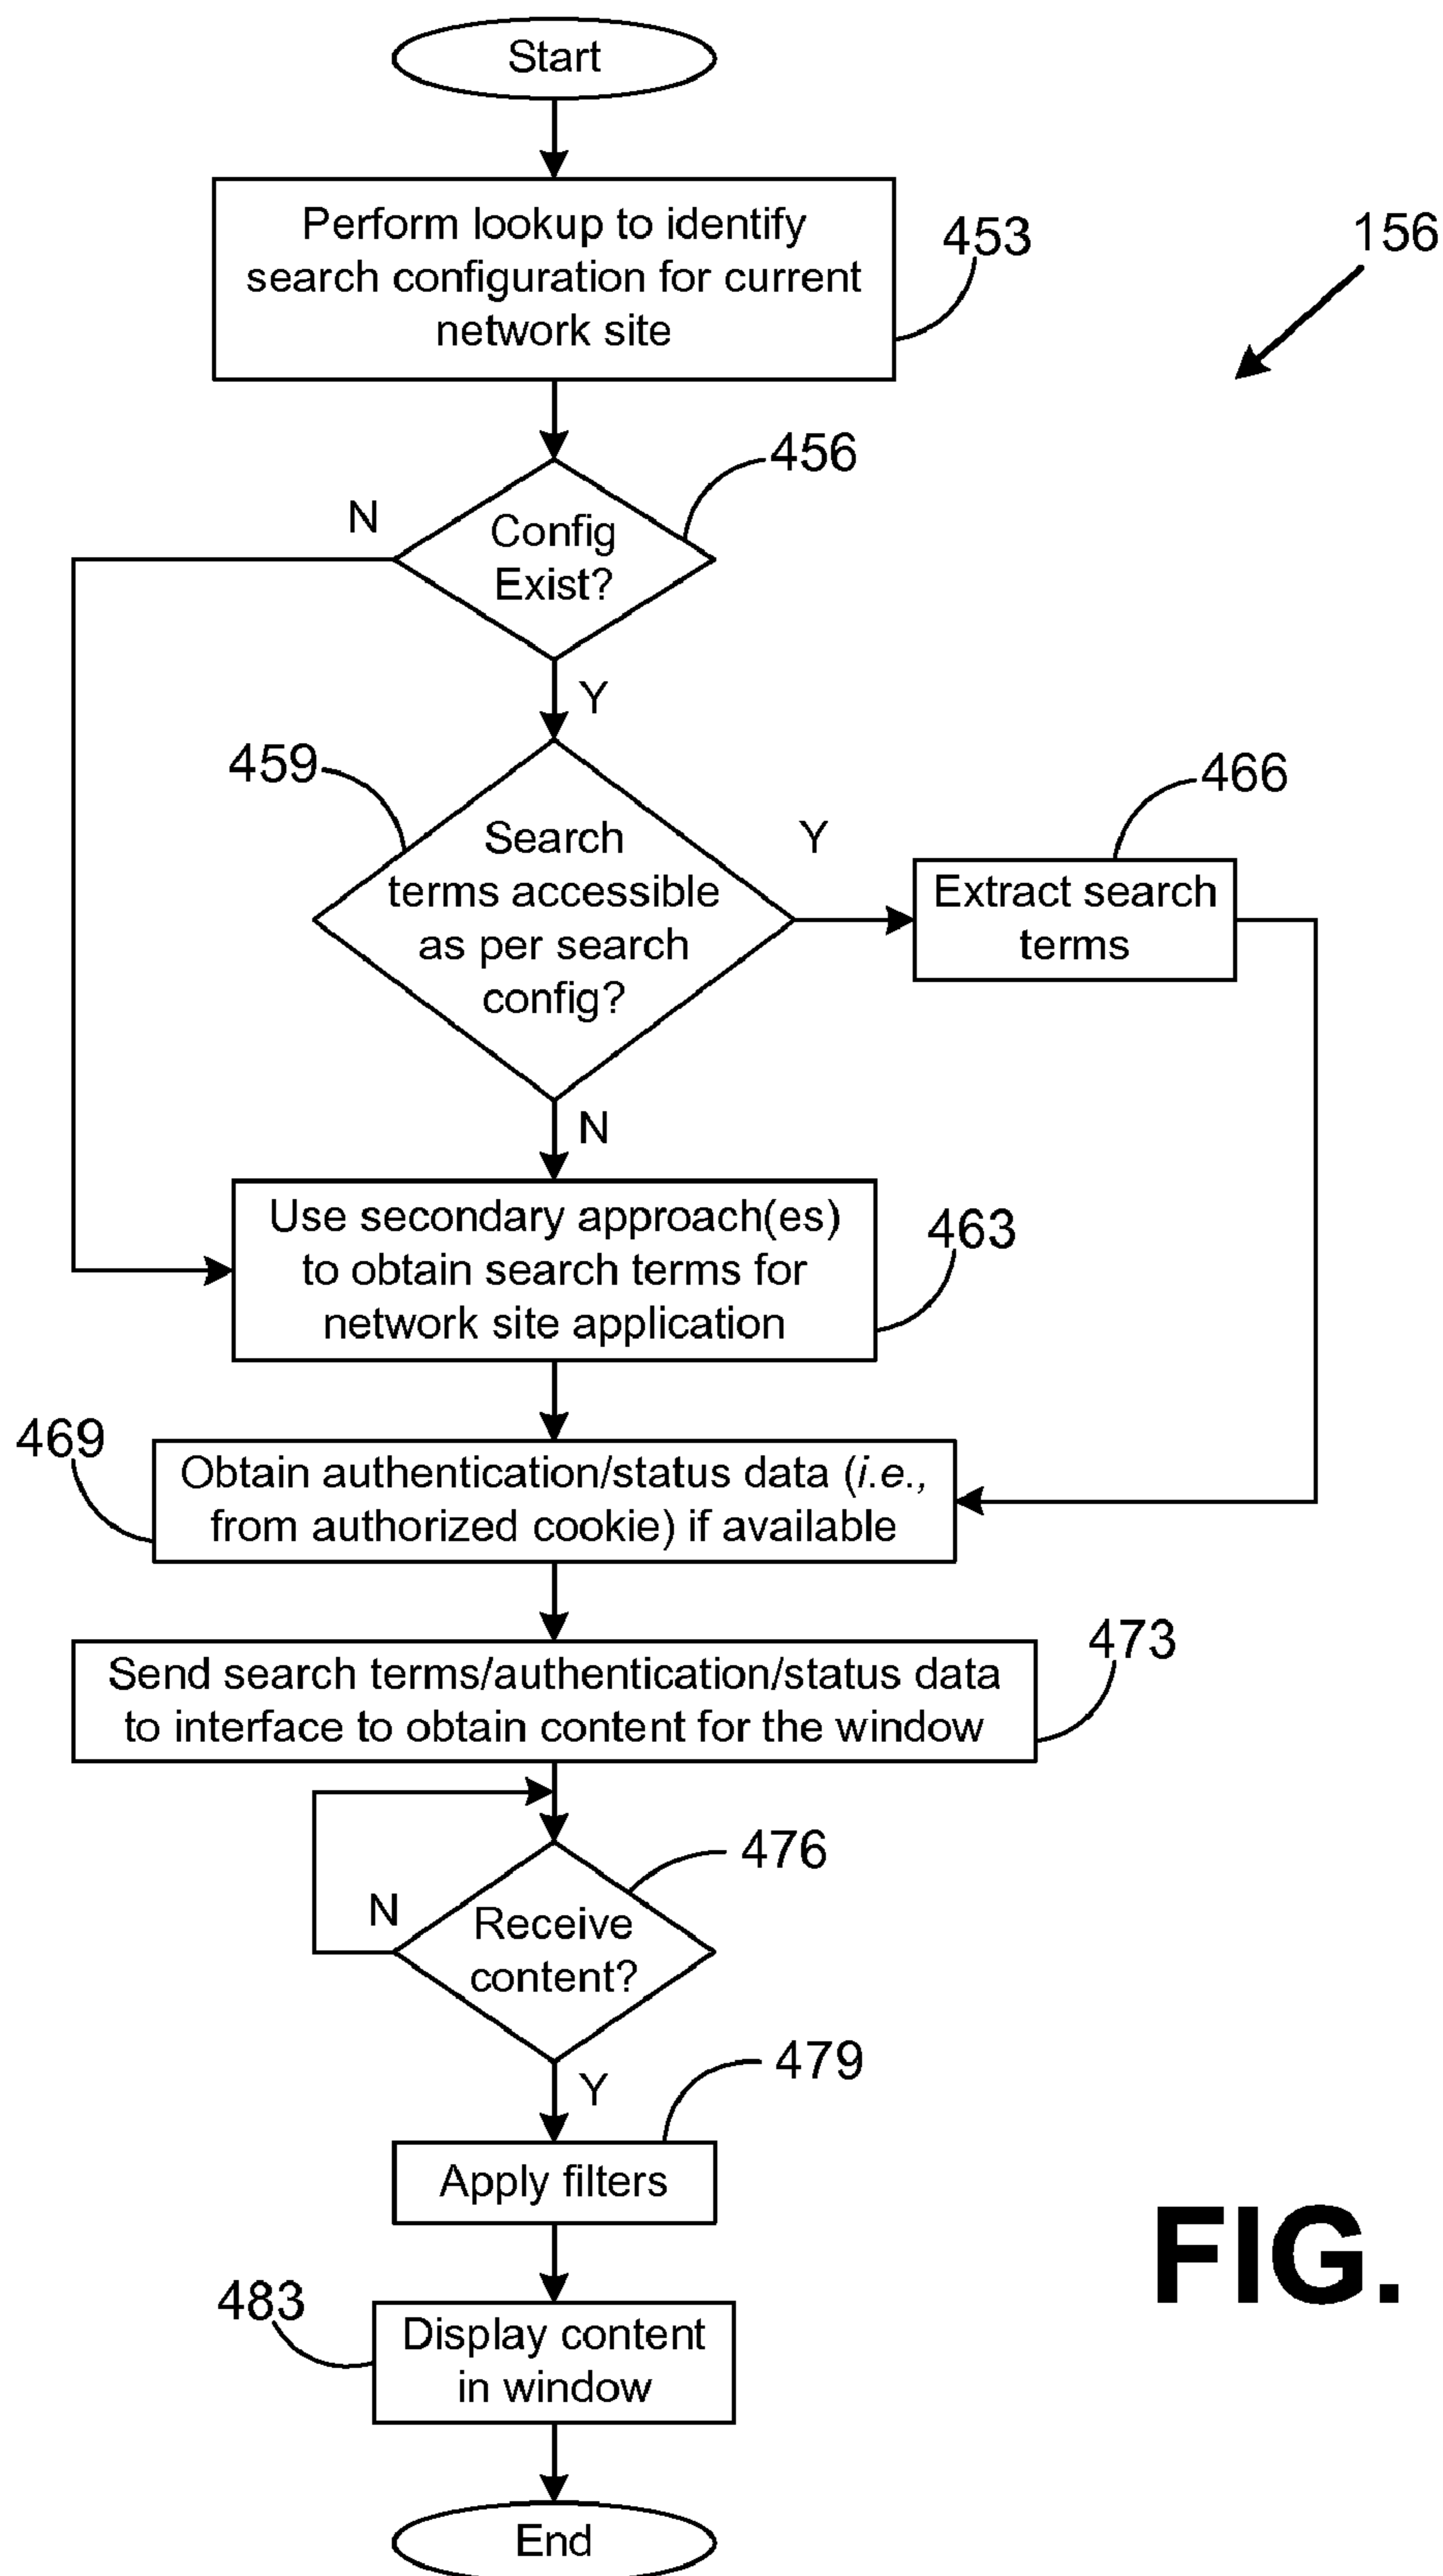 Start
Perform lookup to identify
search configuration for current
network site
453
156
456
N
Config
Exist?
Y
459
466
Search
terms accessible
as per search
config?
Y
Extract search
terms
N
Use secondary approach(es)
to obtain search terms for
network site application
463
469
Obtain authentication/status data (i.e.,
from authorized cookie) if available
473
Send search terms/authentication/status data
to interface to obtain content for the window
476
N
Receive
content?
479
Y
Apply filters
FIG.
483
Display content
in window
End